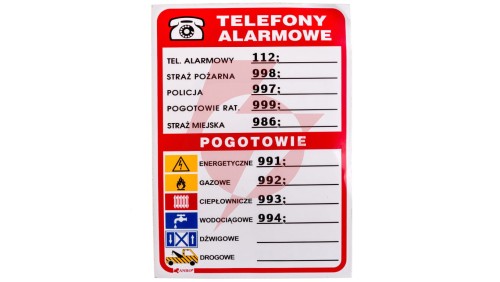 TELEFONY
ALARMOWE
TEL. ALARMOWY 112;
STRAŻ POŻARNA 998;
POLICJA 997;
POGOTOWIE RAT. 999;
STRAŻ MIEJSKA 986;
POGOTOWIE
ENERGETYCZNE 991;
GAZOWE 992;
CIEPŁOWNICZE 993;
WODOCIĄGOWE 994;
DŹWIGOWE
DROGOWE